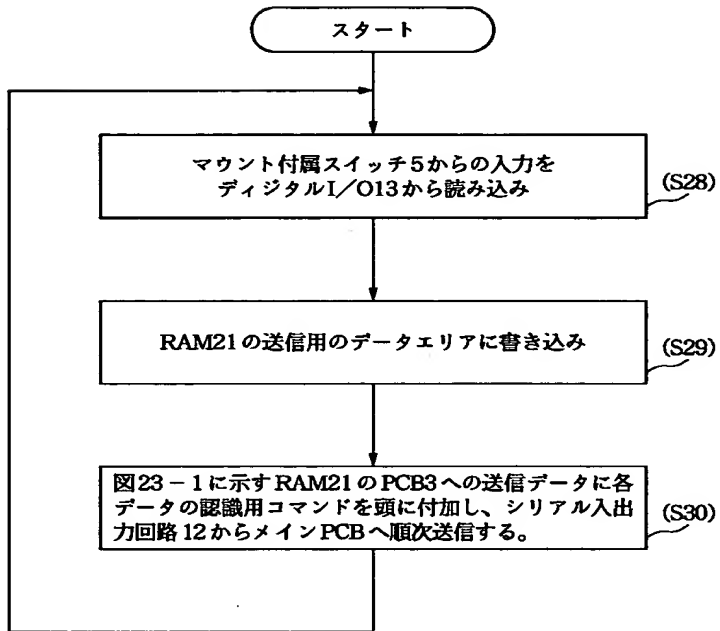 スタート
マウント付属スイッチ5からの入力を
ディジタルI/O13から読み込み
(S28)
RAM21の送信用のデータエリアに書き込み
(S29)
図23-1に示すRAM21のPCB3への送信データに各
データの認識用コマンドを頭に付加し、シリアル入出
力回路12からメインPCBへ順次送信する。
(S30)